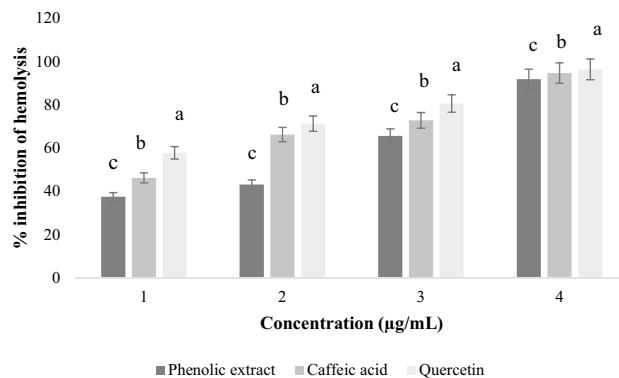 120
100
80
60
40
20
0
% inhibition of hemolysis
c b a
c b a
c b a
c b a
1 2 3 4
Concentration (µg/mL)
Phenolic extract Caffeic acid Quercetin